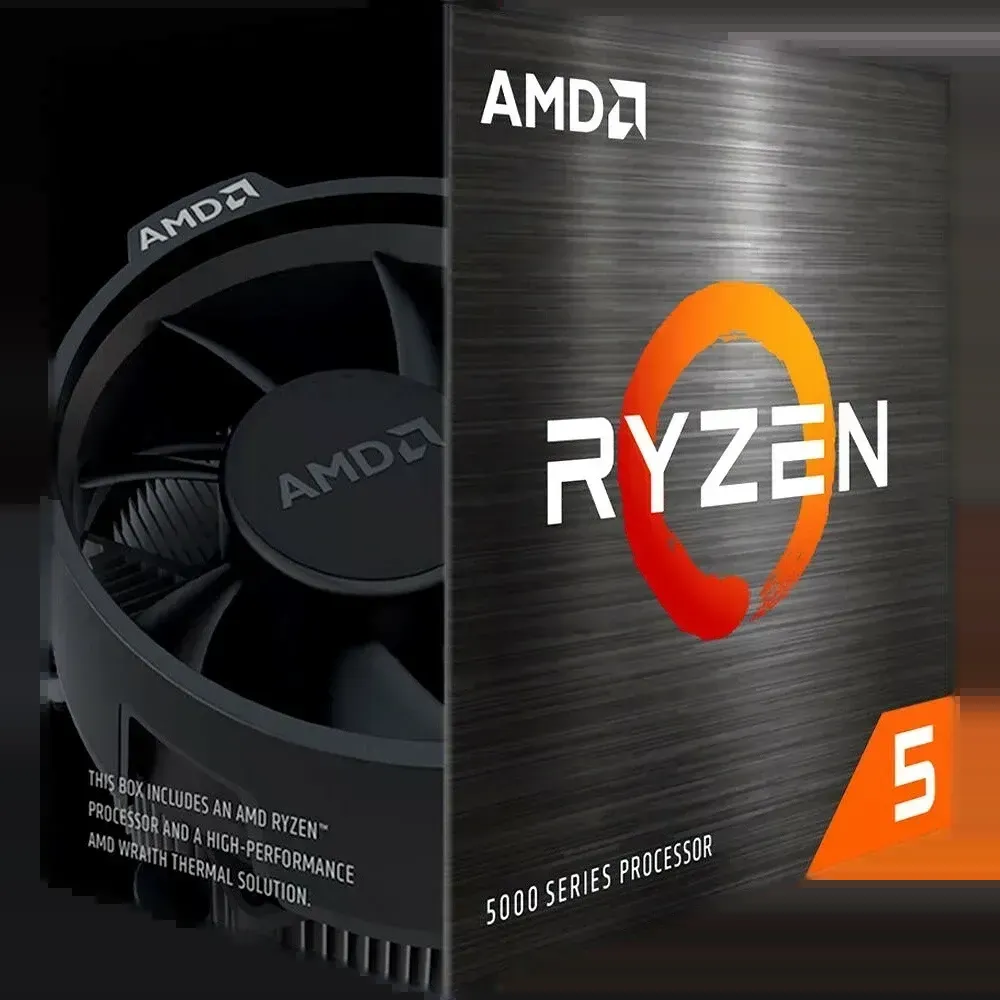 AMD
AMD
AMD
RYZEN
5
THIS BOX INCLUDES AN AMD RYZEN™
PROCESSOR AND A HIGH-PERFORMANCE
AMD WRAITH THERMAL SOLUTION.
5000 SERIES PROCESSOR